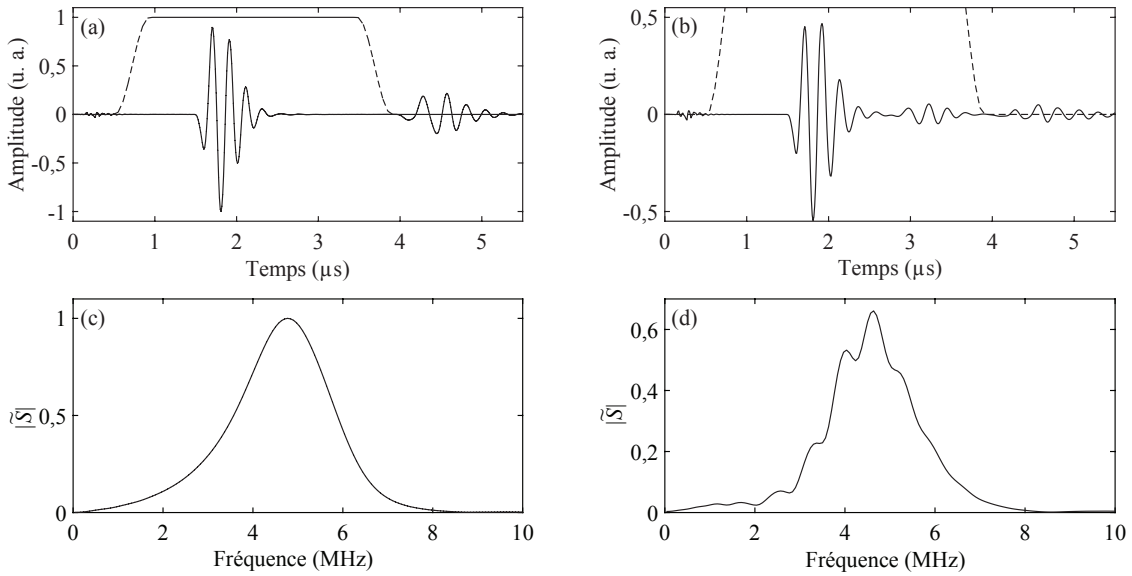 (a)
Amplitude (u. a.)
1
0,5
0
-0,5
-1
0 1 2 3 4 5
Temps (µs)
(b)
Amplitude (u. a.)
0,5
0
-0,5
0 1 2 3 4 5
Temps (µs)
(c)
|S̃|
1
0,5
0
0 2 4 6 8 10
Fréquence (MHz)
(d)
|S̃|
0,6
0,4
0,2
0
0 2 4 6 8 10
Fréquence (MHz)